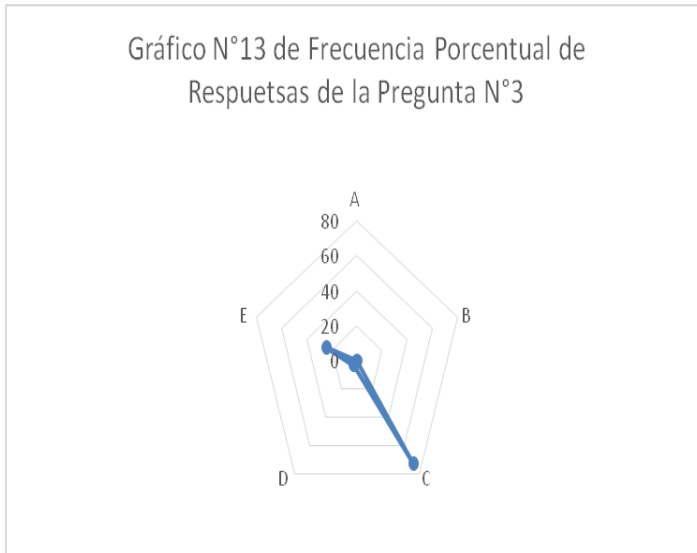 Gráfico N°13 de Frecuencia Porcentual de
Respuetsas de la Pregunta N°3
A
80
60
40
20
0
E
B
D
C